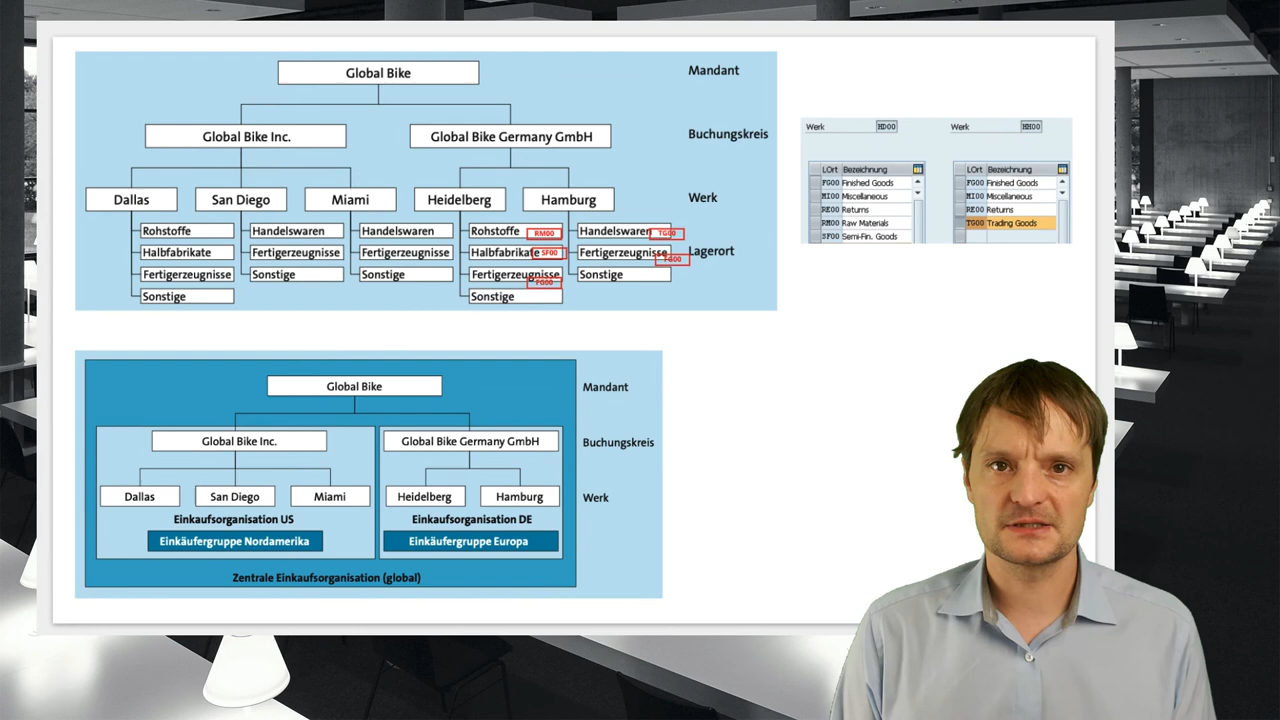 Global Bike
Mandant
Global Bike Inc.
Global Bike Germany GmbH
Buchungskreis
Dallas
San Diego
Miami
Heidelberg
Hamburg
Werk
Rohstoffe
Handelswaren
Handelswaren
Rohstoffe
RM00
Handelswaren
TG00
Halbfabrikate
Fertigerzeugnisse
Fertigerzeugnisse
Halbfabrikate
SF00
Fertigerzeugnisse
FG00
Lagerort
Fertigerzeugnisse
Sonstige
Sonstige
Fertigerzeugnisse
FG00
Sonstige
Sonstige
Sonstige
Werk HD00
LOrt Bezeichnung
FG00 Finished Goods
MI00 Miscellaneous
RE00 Returns
RM00 Raw Materials
SF00 Semi-Fin. Goods
Werk HH00
LOrt Bezeichnung
FG00 Finished Goods
MI00 Miscellaneous
RE00 Returns
TG00 Trading Goods
Global Bike
Mandant
Global Bike Inc.
Global Bike Germany GmbH
Buchungskreis
Dallas
San Diego
Miami
Heidelberg
Hamburg
Werk
Einkaufsorganisation US
Einkaufsorganisation DE
Einkäufergruppe Nordamerika
Einkäufergruppe Europa
Zentrale Einkaufsorganisation (global)